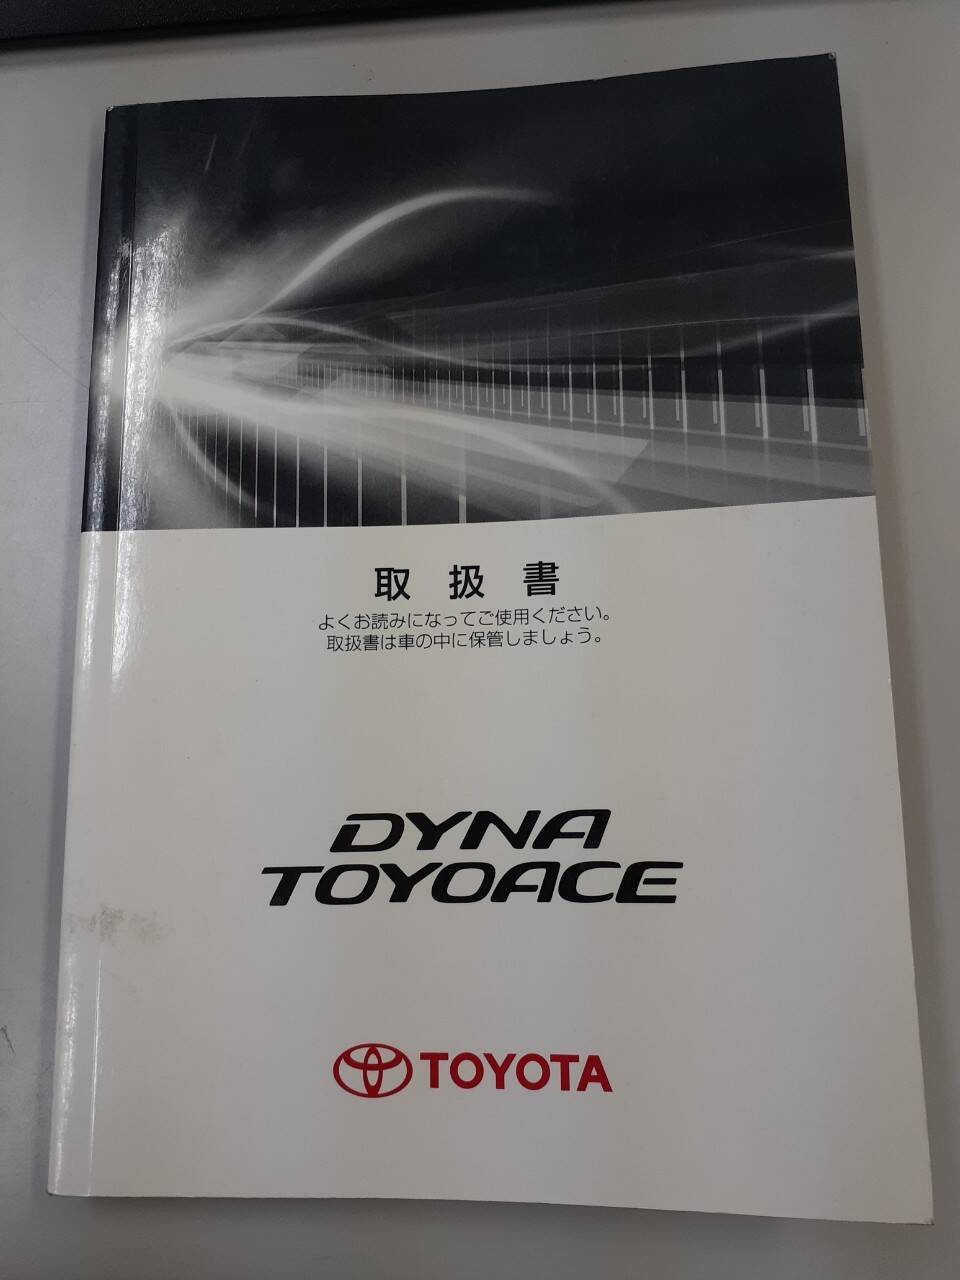 取扱書
よくお読みになってご使用ください。
取扱書は車の中に保管しましょう。
DYNA
TOYOACE
TOYOTA